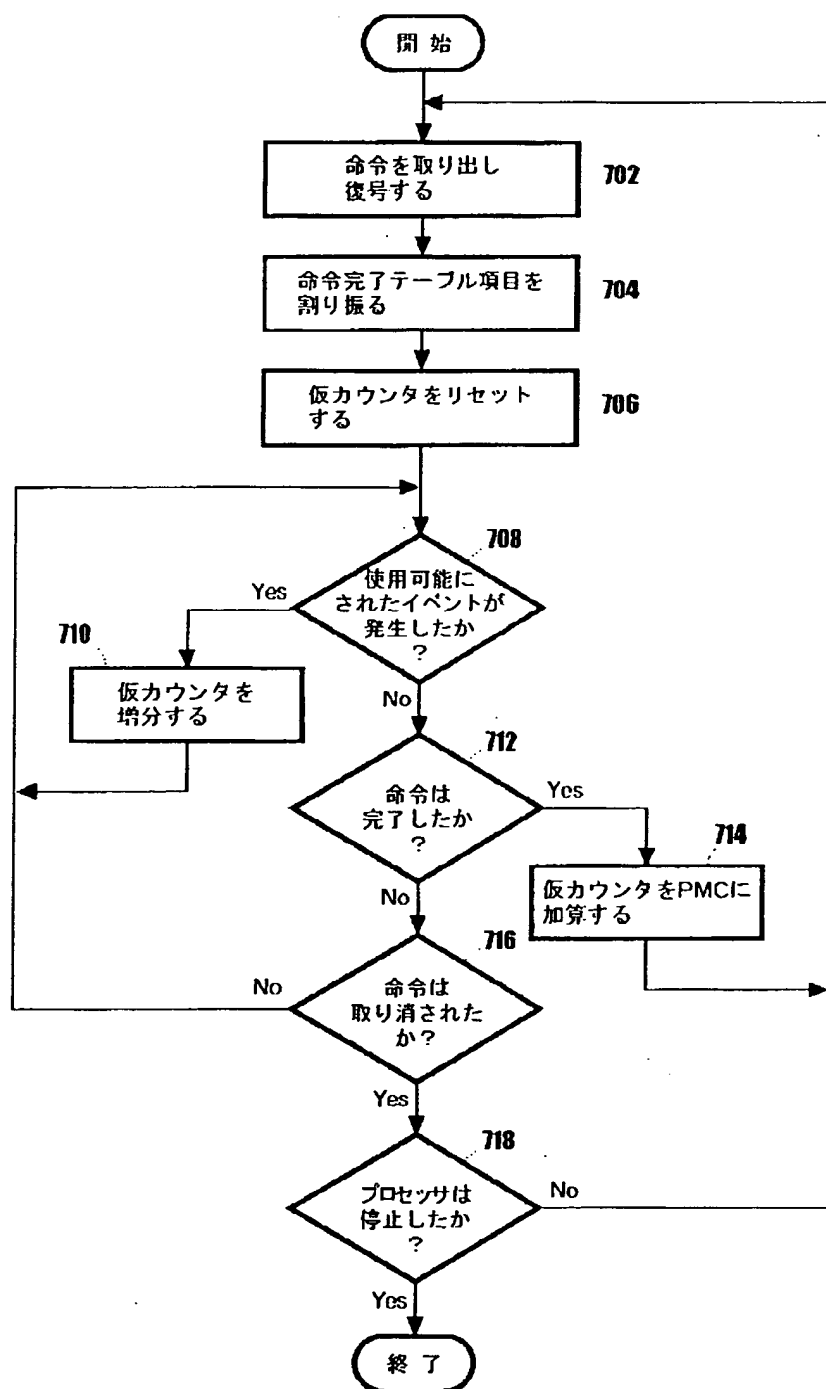 開始
命令を取り出し
復号する
702
命令完了テーブル項目を
割り振る
704
仮カウンタをリセット
する
706
708
使用可能に
されたイベントが
発生したか
?
Yes
No
710
仮カウンタを
増分する
712
命令は
完了したか
?
Yes
No
714
仮カウンタをPMCに
加算する
716
命令は
取り消された
か?
No
Yes
718
プロセッサは
停止したか
?
No
Yes
終了